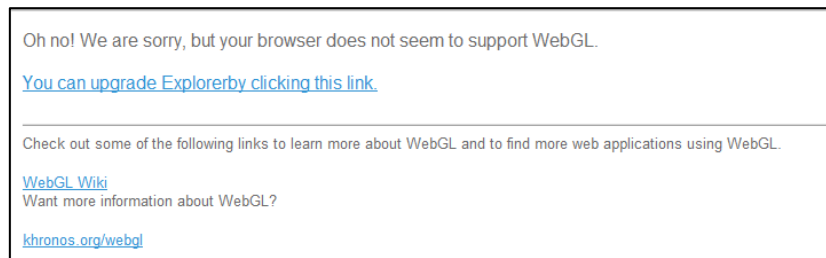 Oh no! We are sorry, but your browser does not seem to support WebGL.
You can upgrade Explorerby clicking this link.
Check out some of the following links to learn more about WebGL and to find more web applications using WebGL.
WebGL Wiki
Want more information about WebGL?
khronos.org/webgl